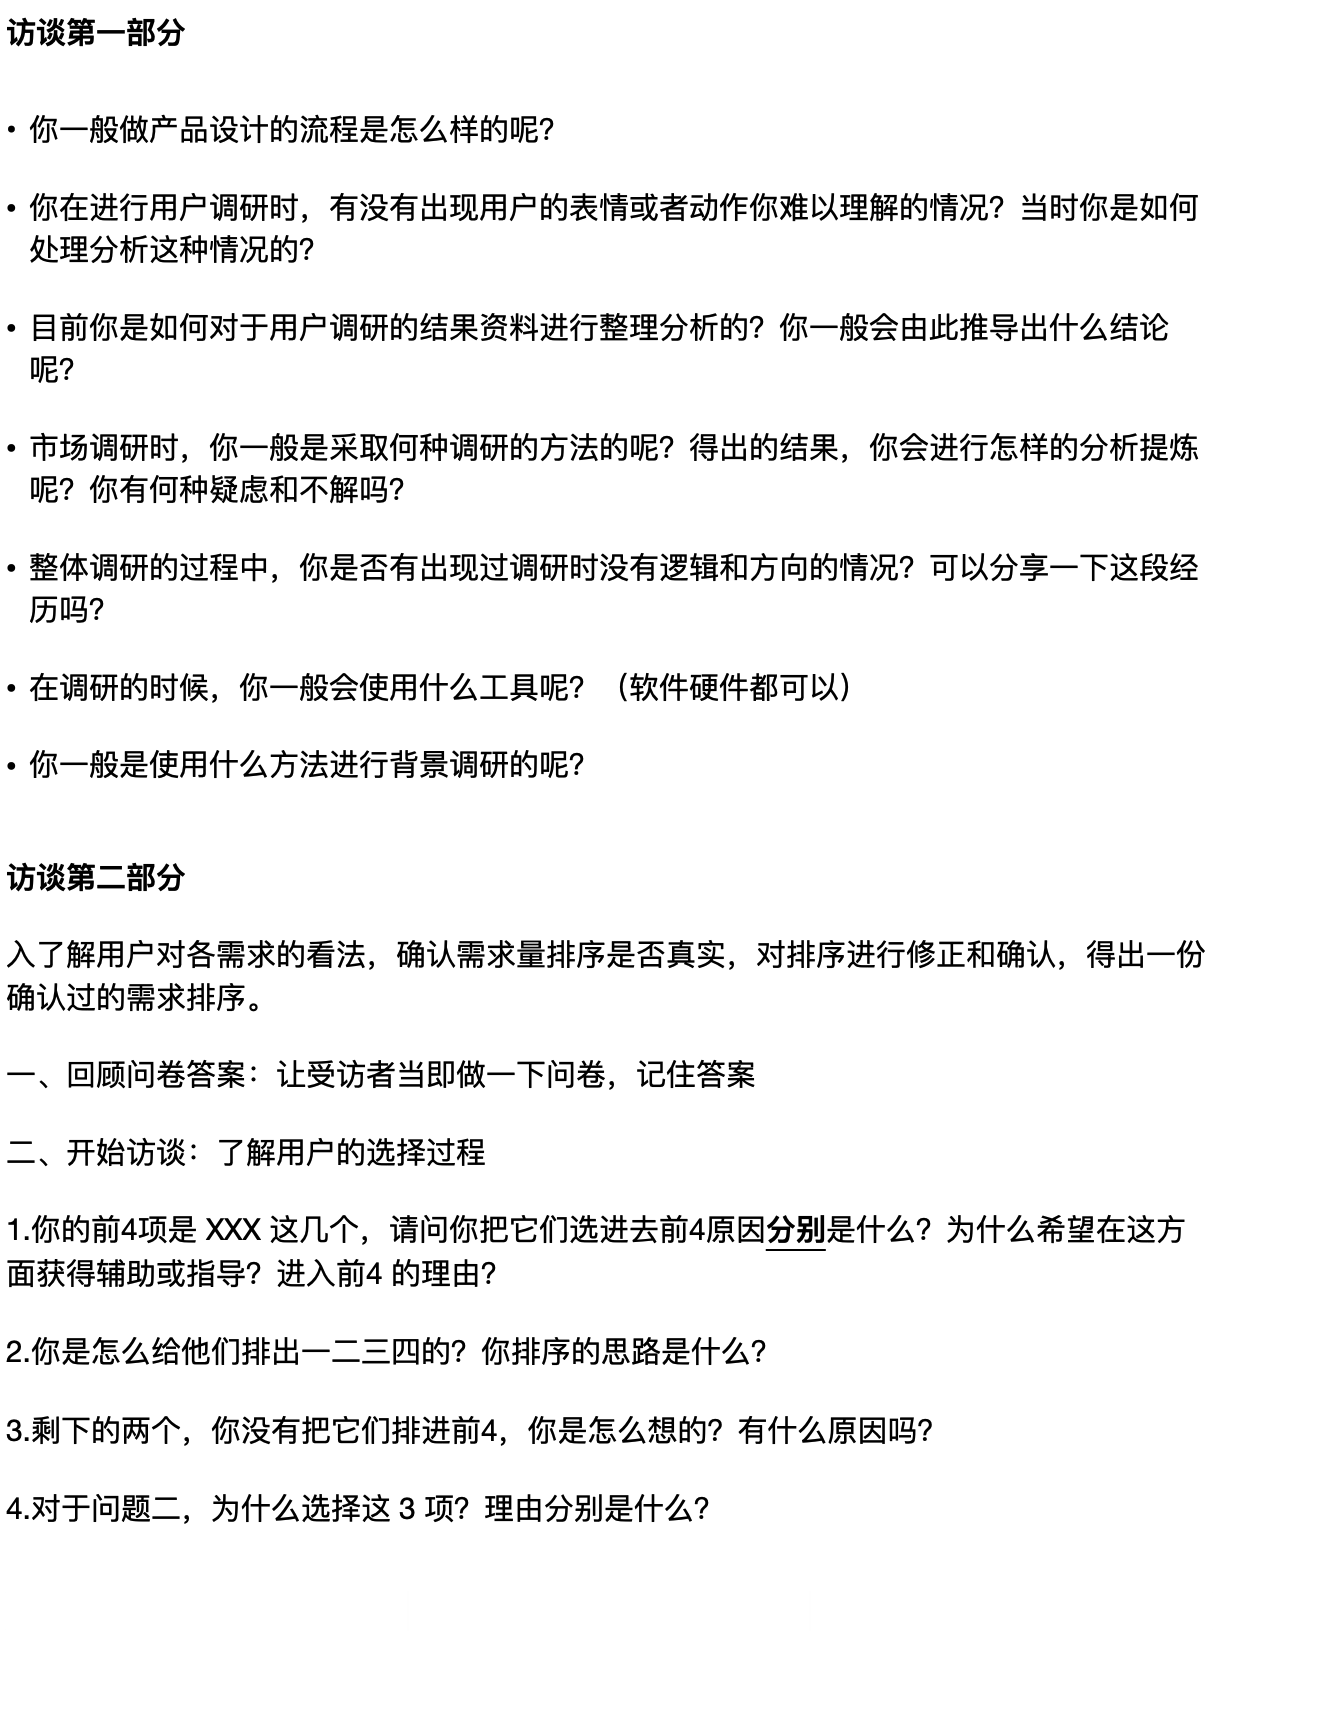 访谈第一部分
• 你一般做产品设计的流程是怎么样的呢？
• 你在进行用户调研时，有没有出现用户的表情或者动作你难以理解的情况？当时你是如何
处理分析这种情况的？
• 目前你是如何对于用户调研的结果资料进行整理分析的？你一般会由此推导出什么结论
呢？
• 市场调研时，你一般是采取何种调研的方法的呢？得出的结果，你会进行怎样的分析提炼
呢？你有何种疑虑和不解吗？
• 整体调研的过程中，你是否有出现过调研时没有逻辑和方向的情况？可以分享一下这段经
历吗？
• 在调研的时候，你一般会使用什么工具呢？（软件硬件都可以）
• 你一般是使用什么方法进行背景调研的呢？
访谈第二部分
入了解用户对各需求的看法，确认需求量排序是否真实，对排序进行修正和确认，得出一份
确认过的需求排序。
一、回顾问卷答案：让受访者当即做一下问卷，记住答案
二、开始访谈：了解用户的选择过程
1.你的前4项是 XXX 这几个，请问你把它们选进去前4原因分别是什么？为什么希望在这方
面获得辅助或指导？进入前4 的理由？
2.你是怎么给他们排出一二三四的？你排序的思路是什么？
3.剩下的两个，你没有把它们排进前4，你是怎么想的？有什么原因吗？
4.对于问题二，为什么选择这 3 项？理由分别是什么？